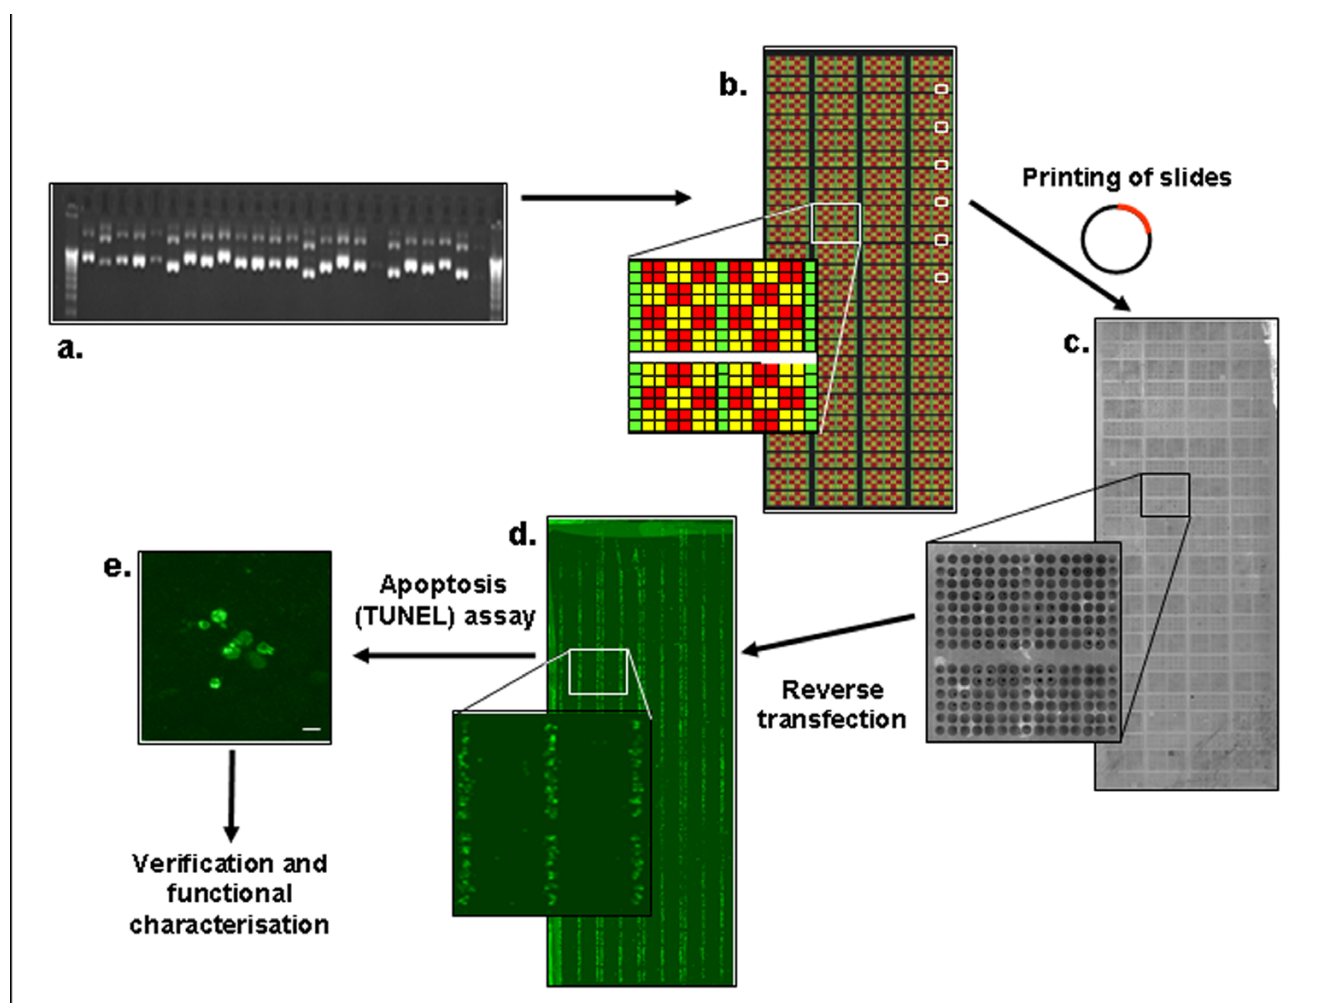 b.
Printing of slides
a.
c.
d.
e.
Apoptosis
(TUNEL) assay
Reverse
transfection
Verification and
functional
characterisation